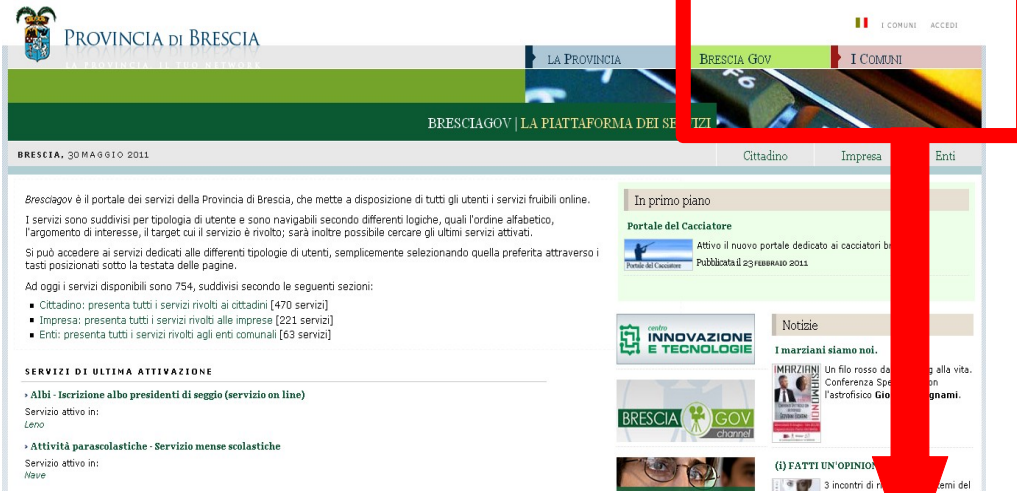 PROVINCIA DI BRESCIA
LA PROVINCIA, IL TUO NETWORK
I COMUNI ACCEDI
LA PROVINCIA
BRESCIA GOV
I COMUNI
F6
BRESCIAGOV | LA PIATTAFORMA DEI SERVIZI
BRESCIA, 30 MAGGIO 2011
Cittadino Impresa Enti
Bresciagov è il portale dei servizi della Provincia di Brescia, che mette a disposizione di tutti gli utenti i servizi fruibili online.
I servizi sono suddivisi per tipologia di utente e sono navigabili secondo differenti logiche, quali l'ordine alfabetico,
l'argomento di interesse, il target cui il servizio è rivolto; sarà inoltre possibile cercare gli ultimi servizi attivati.
Si può accedere ai servizi dedicati alle differenti tipologie di utenti, semplicemente selezionando quella preferita attraverso i
tasti posizionati sotto la testata delle pagine.
Ad oggi i servizi disponibili sono 754, suddivisi secondo le seguenti sezioni:
Cittadino: presenta tutti i servizi rivolti ai cittadini [470 servizi]
Impresa: presenta tutti i servizi rivolti alle imprese [221 servizi]
Enti: presenta tutti i servizi rivolti agli enti comunali [63 servizi]
SERVIZI DI ULTIMA ATTIVAZIONE
› Albi - Iscrizione albo presidenti di seggio (servizio on line)
Servizio attivo in:
Leno
› Attività parascolastiche - Servizio mense scolastiche
Servizio attivo in:
Nave
In primo piano
Portale del Cacciatore
Portale del Cacciatore
Attivo il nuovo portale dedicato ai cacciatori
Pubblicata il 23 FEBBRAIO 2011
centro
INNOVAZIONE
E TECNOLOGIE
BRESCIA GOV
channel
Notizie
I marziani siamo noi.
IMARZIANI
SIAMONOI
Un filo rosso alla vita.
Conferenza
l'astrofisico
(i) FATTI UN'OPINION
3 incontri di del